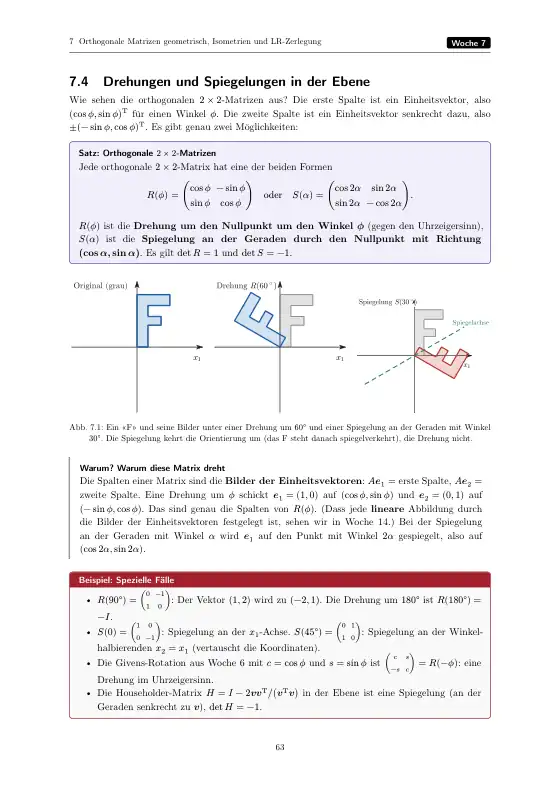 7 Orthogonale Matrizen geometrisch, Isometrien und LR-Zerlegung
Woche 7
7.4 Drehungen und Spiegelungen in der Ebene
Wie sehen die orthogonalen 2 × 2-Matrizen aus? Die erste Spalte ist ein Einheitsvektor, also
(cos ϕ, sin ϕ)ᵀ für einen Winkel ϕ. Die zweite Spalte ist ein Einheitsvektor senkrecht dazu, also
±(− sin ϕ, cos ϕ)ᵀ. Es gibt genau zwei Möglichkeiten:
Satz: Orthogonale 2 × 2-Matrizen
Jede orthogonale 2 × 2-Matrix hat eine der beiden Formen
R(ϕ) = (cos ϕ − sin ϕ; sin ϕ cos ϕ) oder S(α) = (cos 2α sin 2α; sin 2α − cos 2α).
R(ϕ) ist die Drehung um den Nullpunkt um den Winkel ϕ (gegen den Uhrzeigersinn),
S(α) ist die Spiegelung an der Geraden durch den Nullpunkt mit Richtung
(cos α, sin α). Es gilt det R = 1 und det S = −1.
Original (grau)
x₁
Drehung R(60°)
x₁
Spiegelung S(30°)
Spiegelachse
x₁
Abb. 7.1: Ein «F» und seine Bilder unter einer Drehung um 60° und einer Spiegelung an der Geraden mit Winkel
30°. Die Spiegelung kehrt die Orientierung um (das F steht danach spiegelverkehrt), die Drehung nicht.
Warum? Warum diese Matrix dreht
Die Spalten einer Matrix sind die Bilder der Einheitsvektoren: Ae₁ = erste Spalte, Ae₂ =
zweite Spalte. Eine Drehung um ϕ schickt e₁ = (1, 0) auf (cos ϕ, sin ϕ) und e₂ = (0, 1) auf
(− sin ϕ, cos ϕ). Das sind genau die Spalten von R(ϕ). (Dass jede lineare Abbildung durch
die Bilder der Einheitsvektoren festgelegt ist, sehen wir in Woche 14.) Bei der Spiegelung
an der Geraden mit Winkel α wird e₁ auf den Punkt mit Winkel 2α gespiegelt, also auf
(cos 2α, sin 2α).
Beispiel: Spezielle Fälle
• R(90°) = (0 −1; 1 0): Der Vektor (1, 2) wird zu (−2, 1). Die Drehung um 180° ist R(180°) =
−I.
• S(0) = (1 0; 0 −1): Spiegelung an der x₁-Achse. S(45°) = (0 1; 1 0): Spiegelung an der Winkel-
halbierenden x₂ = x₁ (vertauscht die Koordinaten).
• Die Givens-Rotation aus Woche 6 mit c = cos ϕ und s = sin ϕ ist (c s; −s c) = R(−ϕ): eine
Drehung im Uhrzeigersinn.
• Die Householder-Matrix H = I − 2vvᵀ/(vᵀv) in der Ebene ist eine Spiegelung (an der
Geraden senkrecht zu v), det H = −1.
63